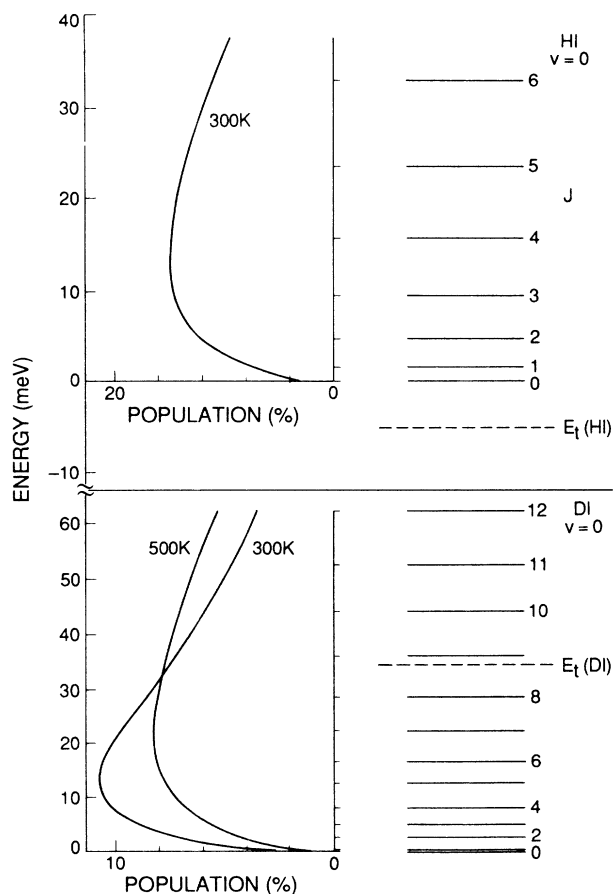 40
30
20
10
0
-10
60
50
40
30
20
10
0
ENERGY (meV)
300K
20
0
POPULATION (%)
HI
v = 0
6
5
J
4
3
2
1
0
E_t (HI)
500K
300K
10
0
POPULATION (%)
12
DI
v = 0
11
10
E_t (DI)
8
6
4
2
0